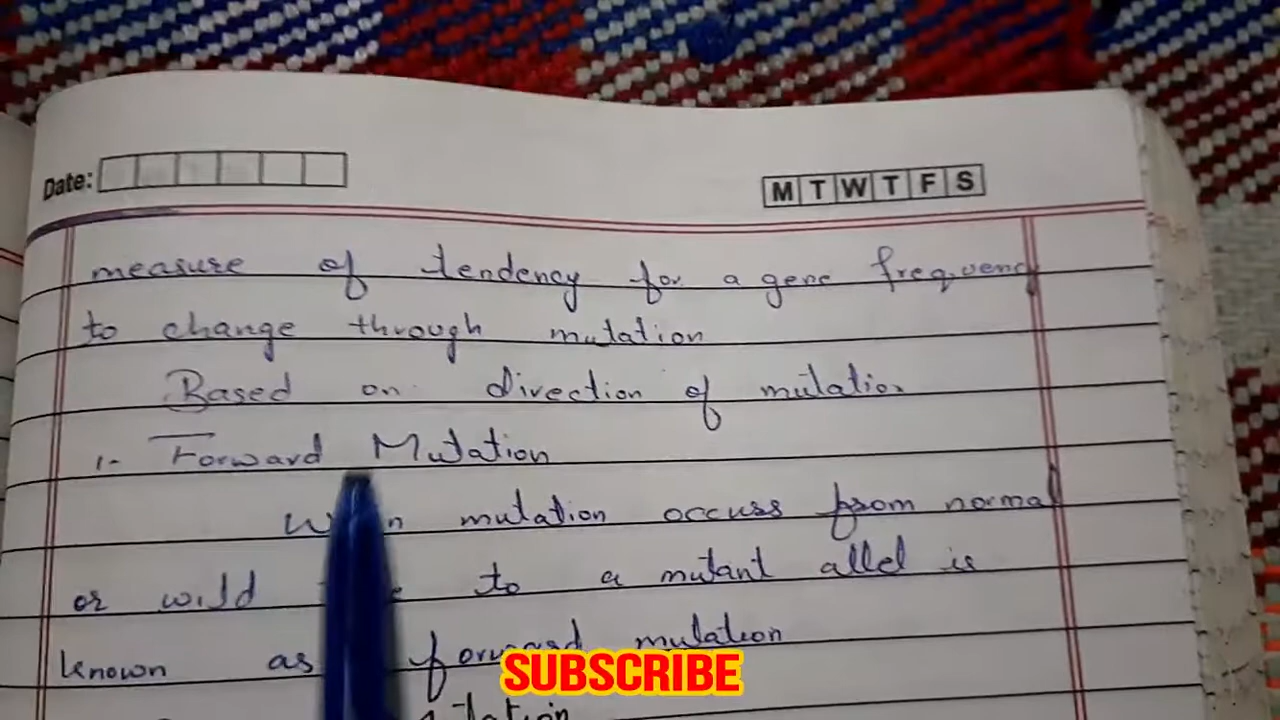 Date:
M T W T F S
measure of tendency for a gene frequency
to change through mutation
Based on direction of mutation
1- Forward Mutation
mutation occurs from normal
or wild to a mutant allel is
known as forward mutation
SUBSCRIBE